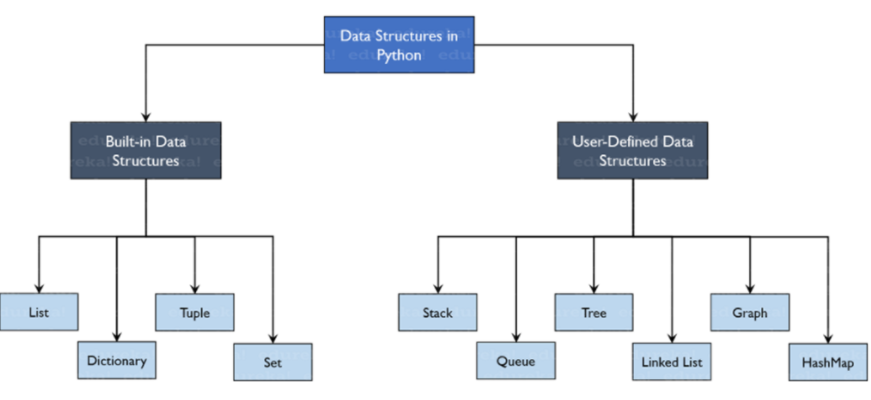 Data Structures in
Python
Built-in Data
Structures
User-Defined Data
Structures
List
Tuple
Dictionary
Set
Stack
Tree
Graph
Queue
Linked List
HashMap